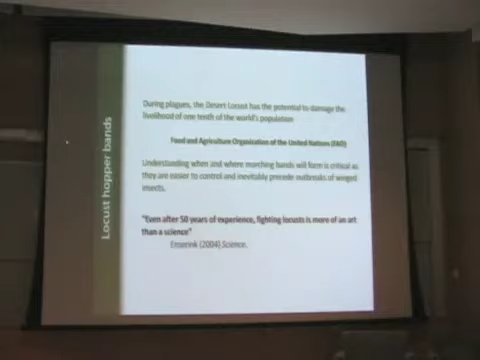 Locust hopper bands
During plagues, the Desert Locust has the potential to damage the
livelihood of one tenth of the world's population
Food and Agriculture Organization of the United Nations (FAO)
Understanding when and where marching bands will form is critical as
they are easier to control and inevitably precede outbreaks of winged
insects.
"Even after 50 years of experience, fighting locusts is more of an art
than a science"
Enserink (2004) Science.